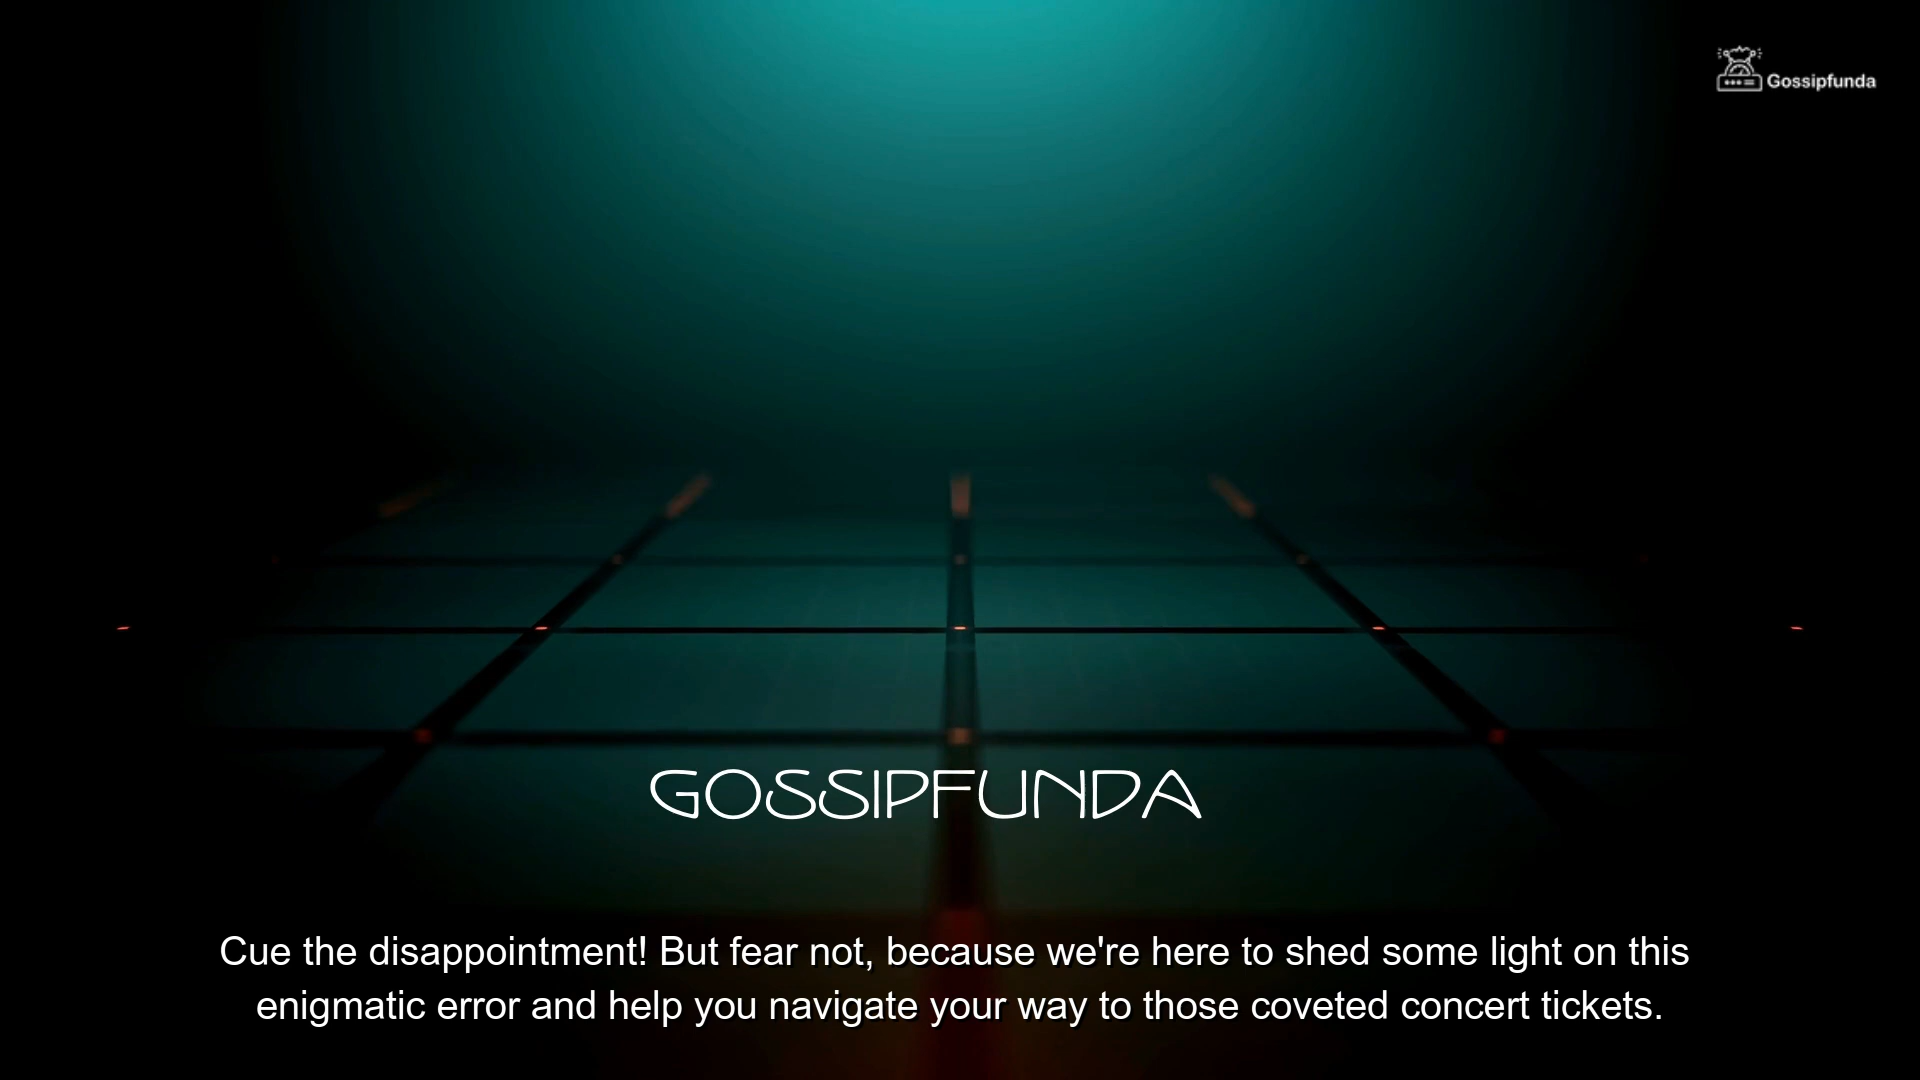 Gossipfunda
GOSSIPFUNDA
Cue the disappointment! But fear not, because we're here to shed some light on this
enigmatic error and help you navigate your way to those coveted concert tickets.